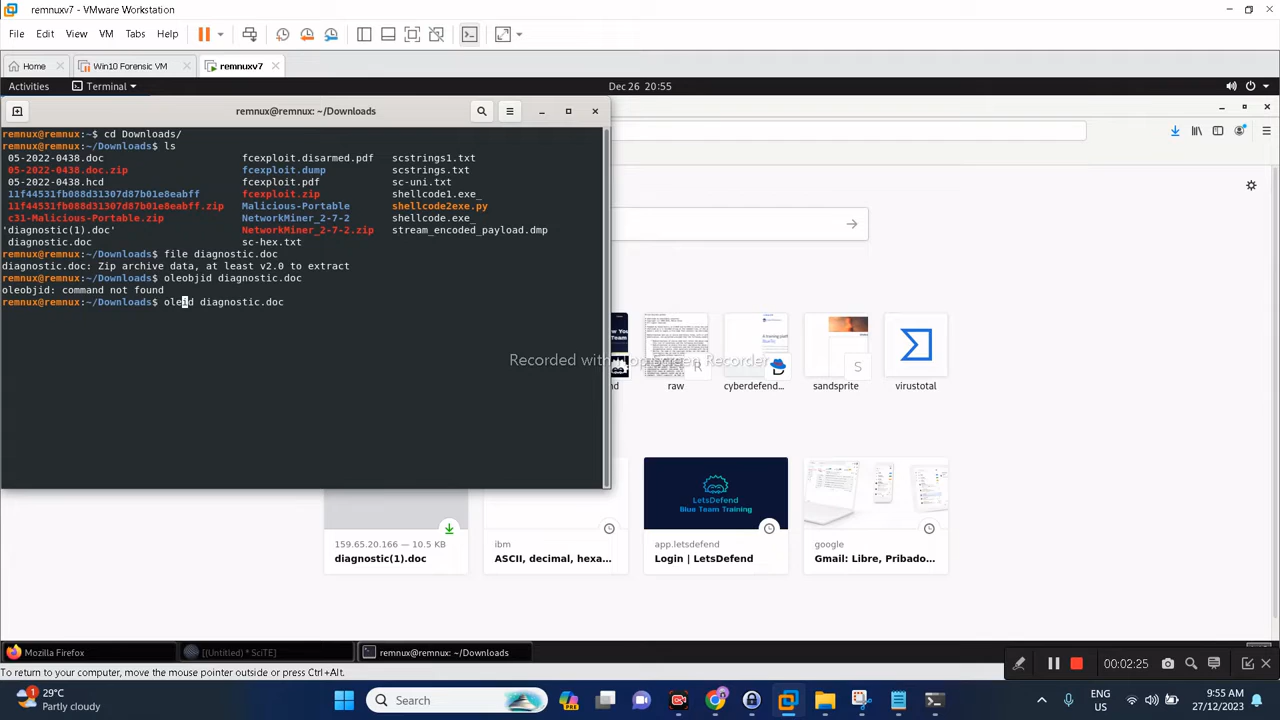 remnuxv7 - VMware Workstation
File Edit View VM Tabs Help
Home Win10 Forensic VM remnuxv7
Activities Terminal Dec 26 20:55
remnux@remnux: ~/Downloads
remnux@remnux:~$ cd Downloads/
remnux@remnux:~/Downloads$ ls
05-2022-0438.doc fcexploit.disarmed.pdf scstrings1.txt
05-2022-0438.doc.zip fcexploit.dump scstrings.txt
05-2022-0438.hcd fcexploit.pdf sc-uni.txt
11f44531fb088d31307d87b01e8eabff fcexploit.zip shellcode1.exe_
11f44531fb088d31307d87b01e8eabff.zip Malicious-Portable shellcode2exe.py
c31-Malicious-Portable.zip NetworkMiner_2-7-2 shellcode.exe_
'diagnostic(1).doc' NetworkMiner_2-7-2.zip stream_encoded_payload.dmp
diagnostic.doc sc-hex.txt
remnux@remnux:~/Downloads$ file diagnostic.doc
diagnostic.doc: Zip archive data, at least v2.0 to extract
remnux@remnux:~/Downloads$ oleobjid diagnostic.doc
oleobjid: command not found
remnux@remnux:~/Downloads$ oleid diagnostic.doc
Recorded with Screen Recorder
raw cyberdefend... sandsprite virustotal
R S
LetsDefend
Blue Team Training
159.65.20.166 — 10.5 KB ibm app.letsdefend google
diagnostic(1).doc ASCII, decimal, hexa... Login | LetsDefend Gmail: Libre, Pribado...
Mozilla Firefox [(Untitled) * SciTE] remnux@remnux: ~/Downloads
To return to your computer, move the mouse pointer outside or press Ctrl+Alt.
00:02:25
1 29°C
Partly cloudy
Search
PRE
ENG
US
9:55 AM
27/12/2023